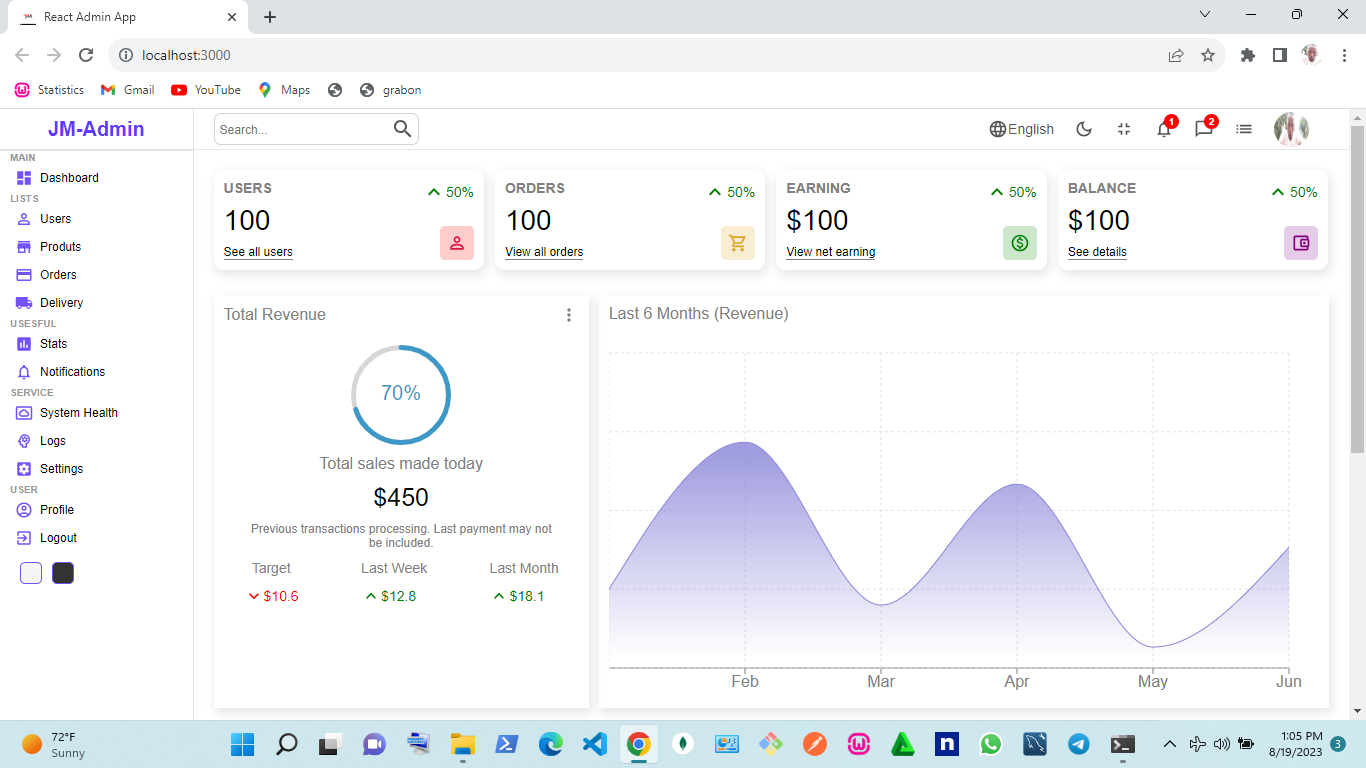 React Admin App
localhost:3000
Statistics Gmail YouTube Maps grabon
JM-Admin
Search...
English
1
2
MAIN
Dashboard
LISTS
Users
Produts
Orders
Delivery
USESFUL
Stats
Notifications
SERVICE
System Health
Logs
Settings
USER
Profile
Logout
USERS
50%
100
See all users
ORDERS
50%
100
View all orders
EARNING
50%
$100
View net earning
BALANCE
50%
$100
See details
Total Revenue
70%
Total sales made today
$450
Previous transactions processing. Last payment may not
be included.
Target Last Week Last Month
$10.6 $12.8 $18.1
Last 6 Months (Revenue)
Feb Mar Apr May Jun
72°F
Sunny
1:05 PM
8/19/2023
3